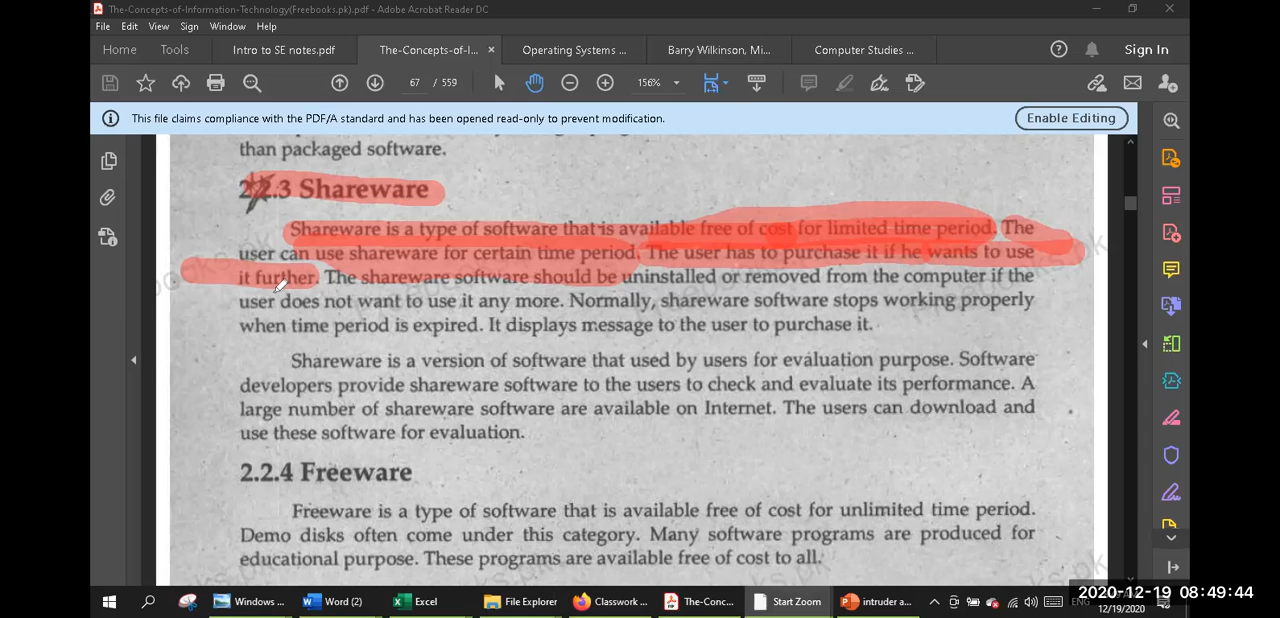 The-Concepts-of-Information-Technology(Freebooks.pk).pdf - Adobe Acrobat Reader DC
File Edit View Sign Window Help
Home Tools Intro to SE notes.pdf The-Concepts-of-I... × Operating Systems ... Barry Wilkinson, Mi... Computer Studies ... Sign In
67 / 559 156%
This file claims compliance with the PDF/A standard and has been opened read-only to prevent modification. Enable Editing
than packaged software.
2.2.3 Shareware
Shareware is a type of software that is available free of cost for limited time period. The
user can use shareware for certain time period. The user has to purchase it if he wants to use
it further. The shareware software should be uninstalled or removed from the computer if the
user does not want to use it any more. Normally, shareware software stops working properly
when time period is expired. It displays message to the user to purchase it.
Shareware is a version of software that used by users for evaluation purpose. Software
developers provide shareware software to the users to check and evaluate its performance. A
large number of shareware software are available on Internet. The users can download and
use these software for evaluation.
2.2.4 Freeware
Freeware is a type of software that is available free of cost for unlimited time period.
Demo disks often come under this category. Many software programs are produced for
educational purpose. These programs are available free of cost to all.
Windows ... Word (2) Excel File Explorer Classwork ... The-Conc... Start Zoom intruder a... ENG
2020-12-19 08:49:44
12/19/2020